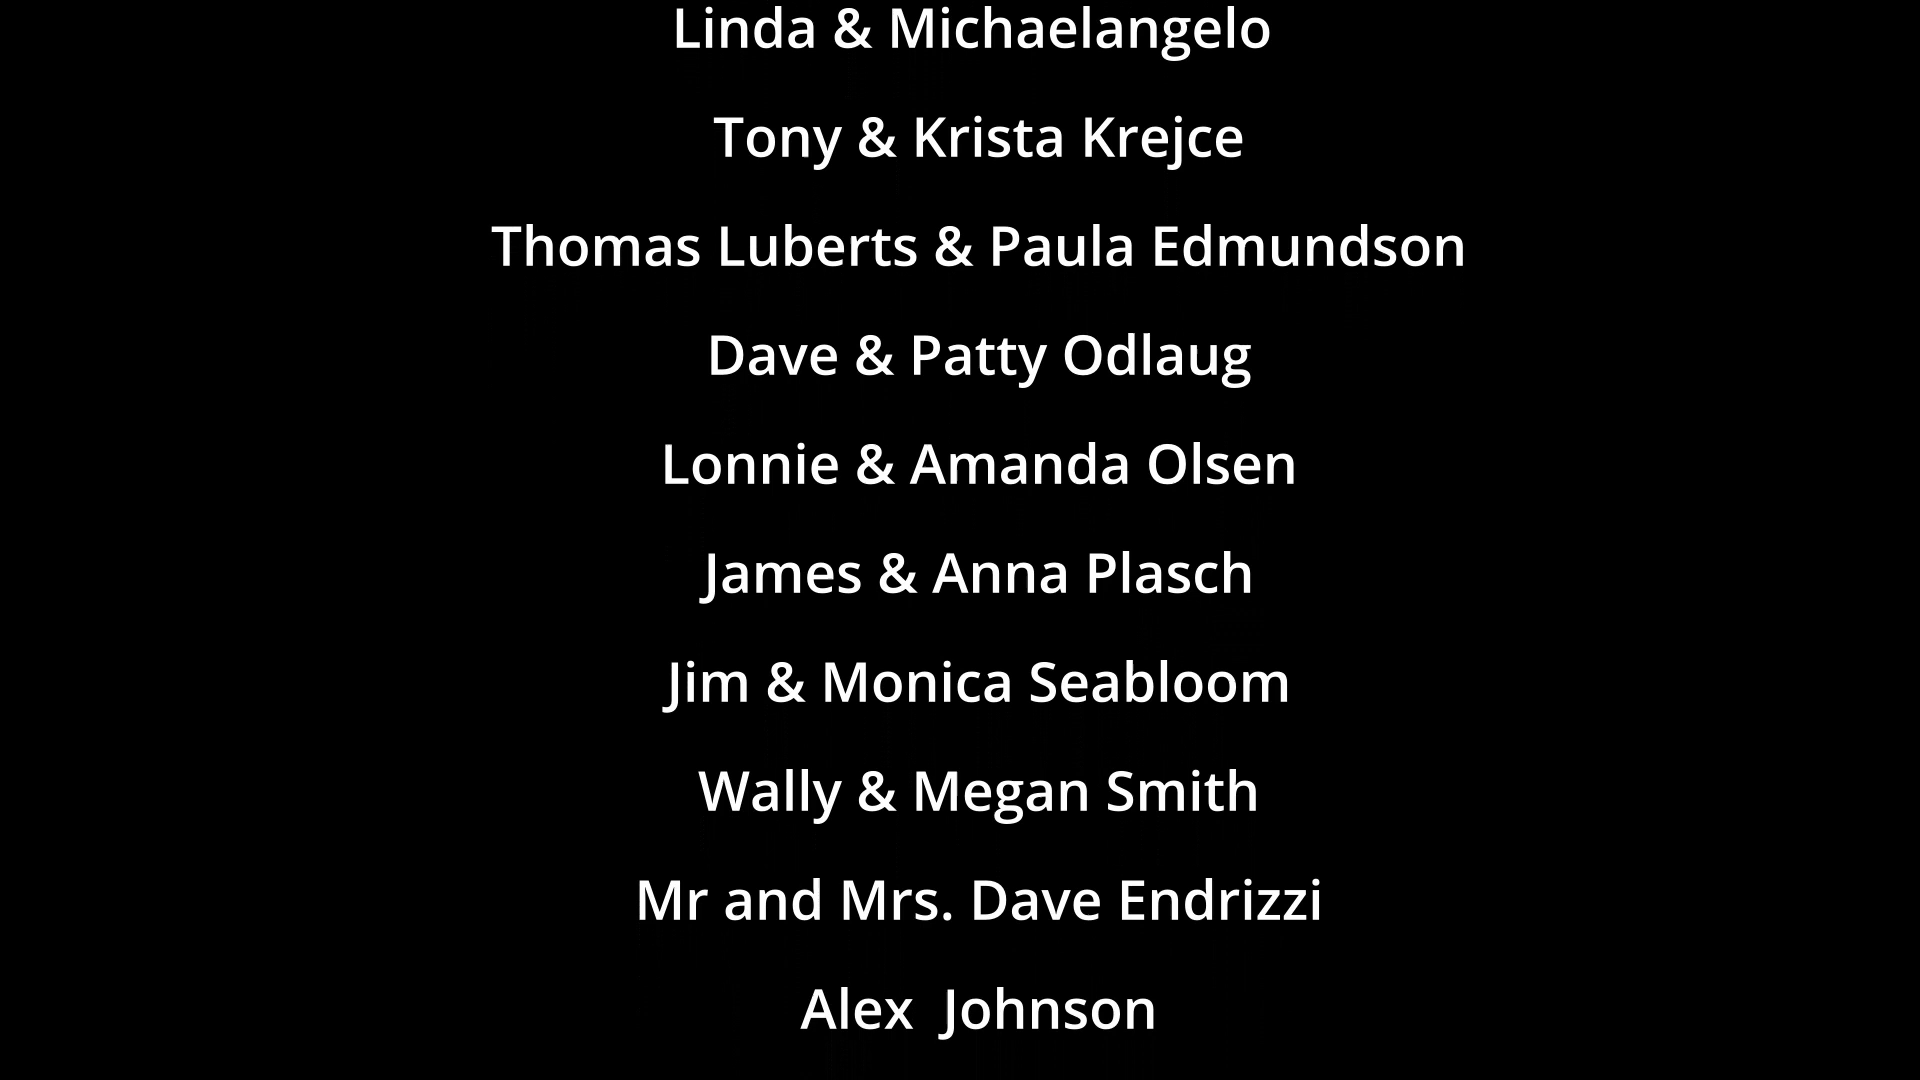 Linda & Michaelangelo
Tony & Krista Krejce
Thomas Luberts & Paula Edmundson
Dave & Patty Odlaug
Lonnie & Amanda Olsen
James & Anna Plasch
Jim & Monica Seabloom
Wally & Megan Smith
Mr and Mrs. Dave Endrizzi
Alex  Johnson